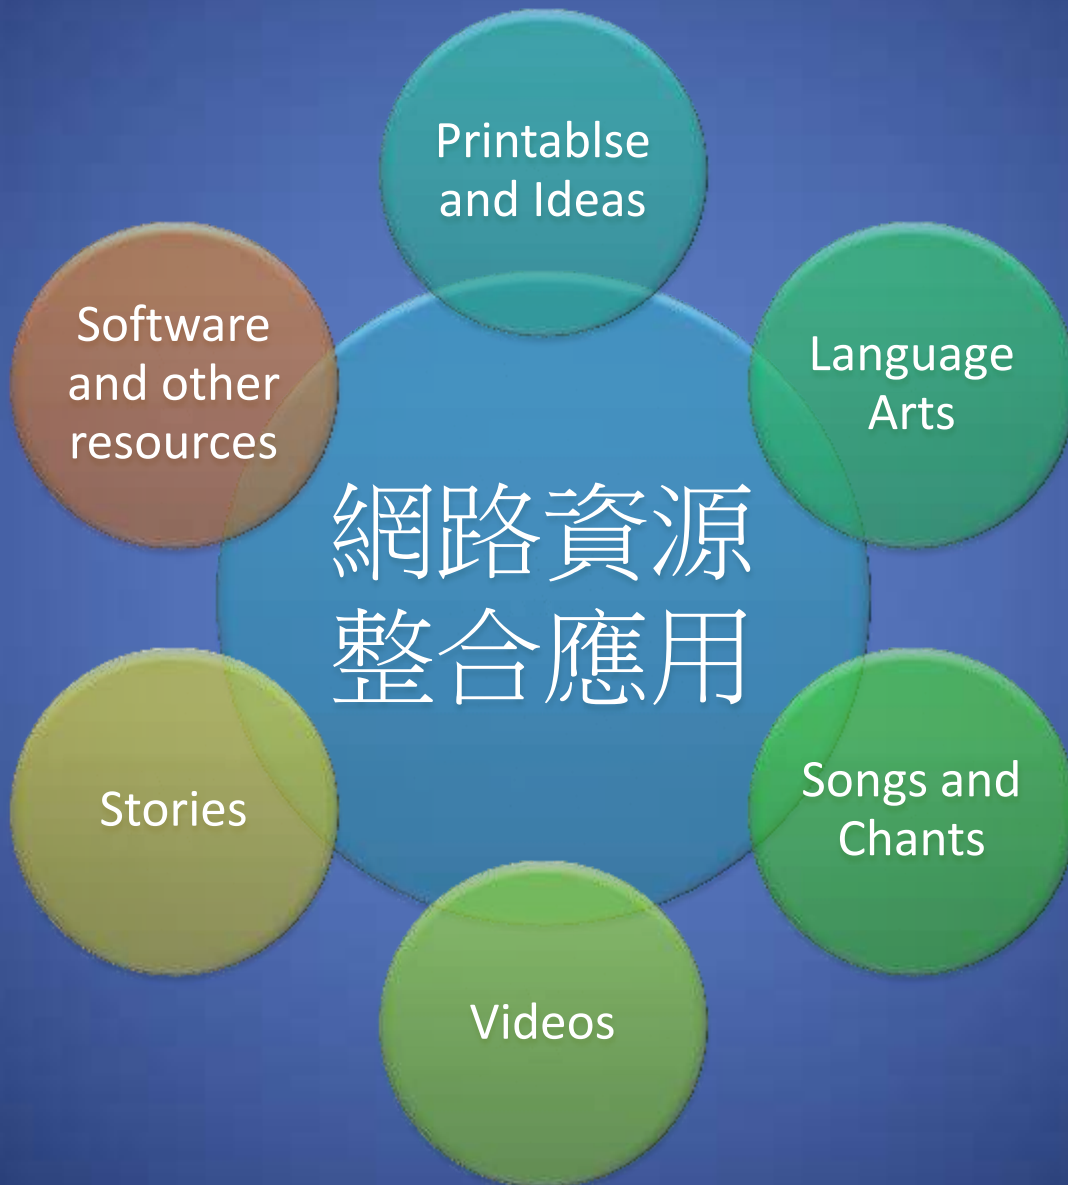 Printablse
and Ideas
Software
and other
resources
Language
Arts
網路資源
整合應用
Stories
Songs and
Chants
Videos